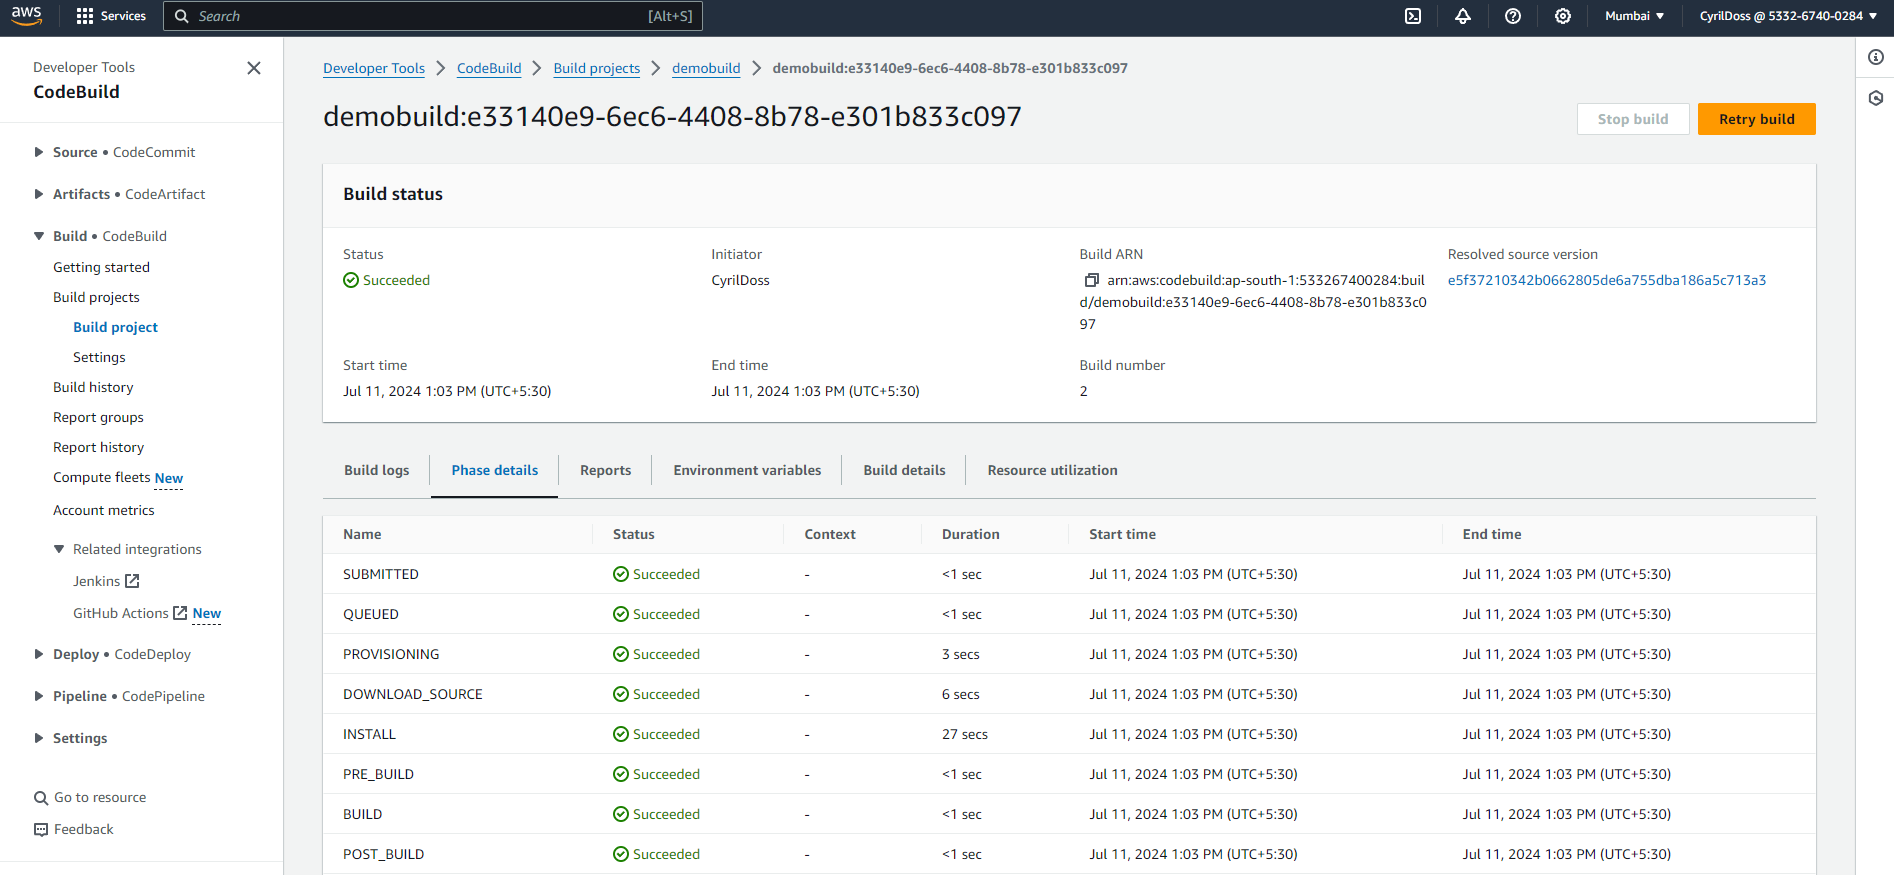 aws Services Search [Alt+S] Mumbai CyrilDoss @ 5332-6740-0284
Developer Tools
CodeBuild
Source • CodeCommit
Artifacts • CodeArtifact
Build • CodeBuild
Getting started
Build projects
Build project
Settings
Build history
Report groups
Report history
Compute fleets New
Account metrics
Related integrations
Jenkins
GitHub Actions New
Deploy • CodeDeploy
Pipeline • CodePipeline
Settings
Go to resource
Feedback
Developer Tools CodeBuild Build projects demobuild demobuild:e33140e9-6ec6-4408-8b78-e301b833c097
demobuild:e33140e9-6ec6-4408-8b78-e301b833c097
Stop build Retry build
Build status
Status
Succeeded
Initiator
CyrilDoss
Build ARN
arn:aws:codebuild:ap-south-1:533267400284:buil
d/demobuild:e33140e9-6ec6-4408-8b78-e301b833c0
97
Resolved source version
e5f37210342b0662805de6a755dba186a5c713a3
Start time
Jul 11, 2024 1:03 PM (UTC+5:30)
End time
Jul 11, 2024 1:03 PM (UTC+5:30)
Build number
2
Build logs Phase details Reports Environment variables Build details Resource utilization
Name Status Context Duration Start time End time
SUBMITTED Succeeded - <1 sec Jul 11, 2024 1:03 PM (UTC+5:30) Jul 11, 2024 1:03 PM (UTC+5:30)
QUEUED Succeeded - <1 sec Jul 11, 2024 1:03 PM (UTC+5:30) Jul 11, 2024 1:03 PM (UTC+5:30)
PROVISIONING Succeeded - 3 secs Jul 11, 2024 1:03 PM (UTC+5:30) Jul 11, 2024 1:03 PM (UTC+5:30)
DOWNLOAD_SOURCE Succeeded - 6 secs Jul 11, 2024 1:03 PM (UTC+5:30) Jul 11, 2024 1:03 PM (UTC+5:30)
INSTALL Succeeded - 27 secs Jul 11, 2024 1:03 PM (UTC+5:30) Jul 11, 2024 1:03 PM (UTC+5:30)
PRE_BUILD Succeeded - <1 sec Jul 11, 2024 1:03 PM (UTC+5:30) Jul 11, 2024 1:03 PM (UTC+5:30)
BUILD Succeeded - <1 sec Jul 11, 2024 1:03 PM (UTC+5:30) Jul 11, 2024 1:03 PM (UTC+5:30)
POST_BUILD Succeeded - <1 sec Jul 11, 2024 1:03 PM (UTC+5:30) Jul 11, 2024 1:03 PM (UTC+5:30)